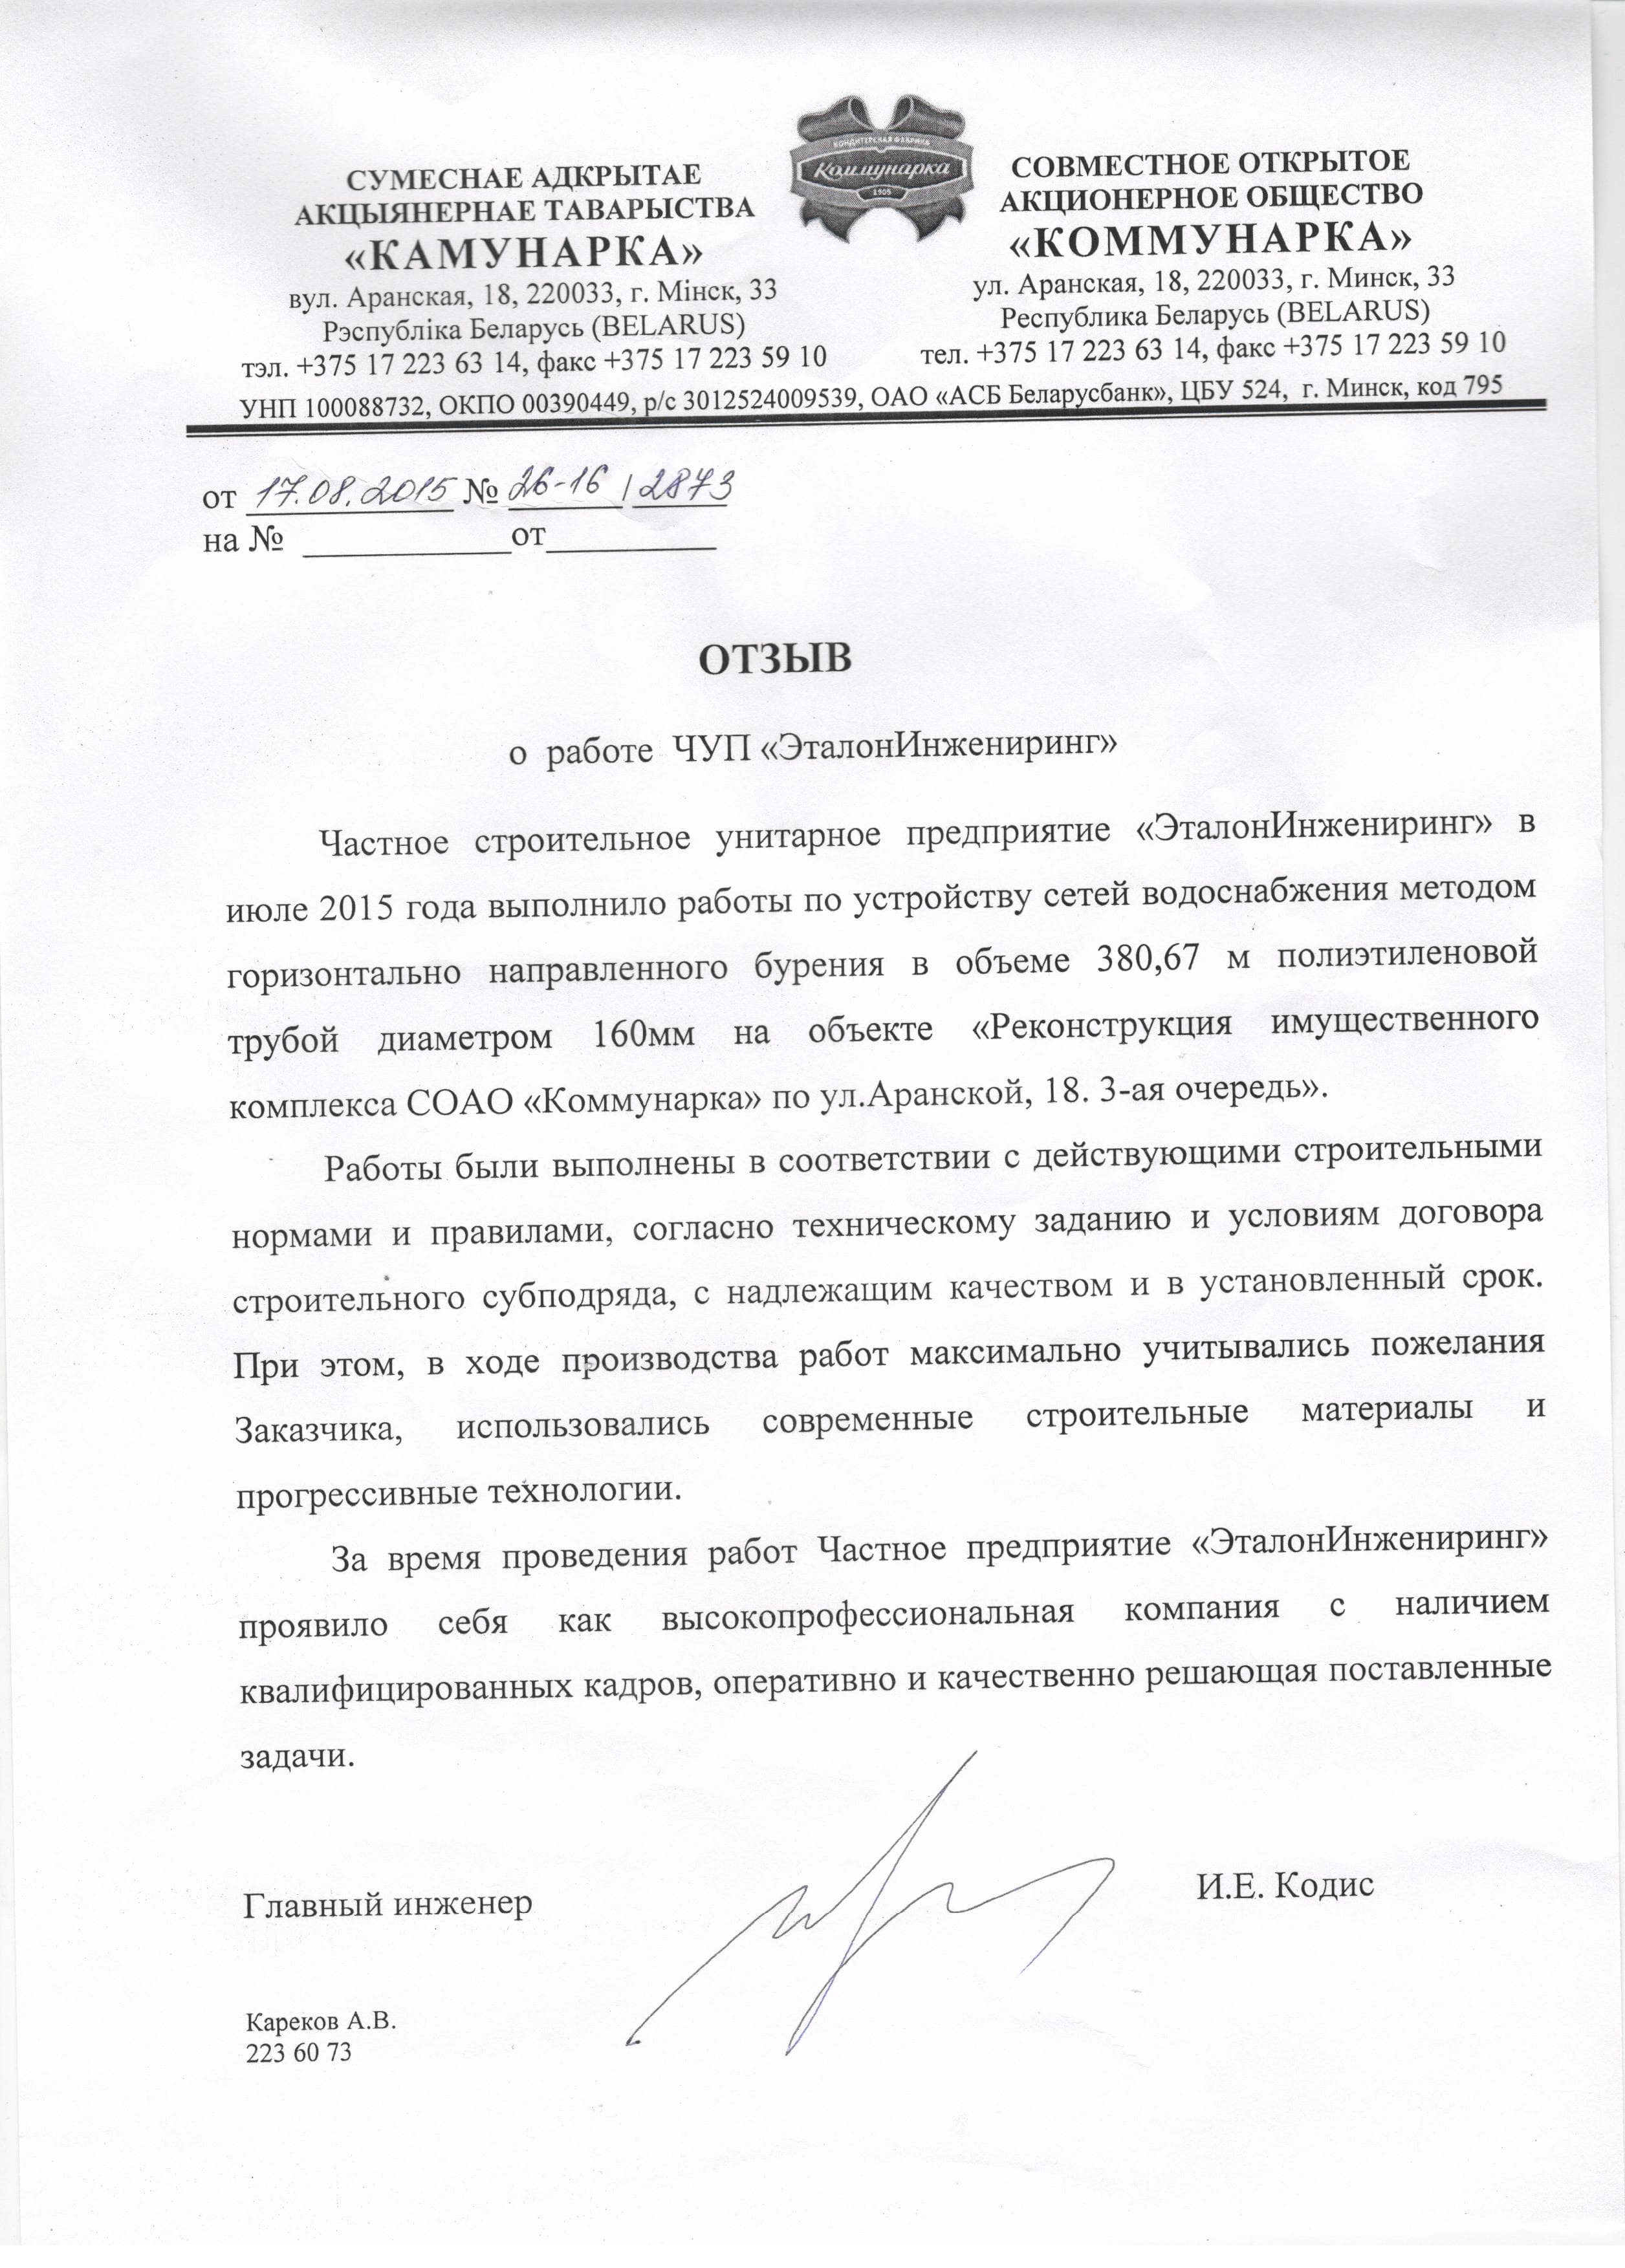 СУМЕСНАЕ АДКРЫТАЕ
АКЦЫЯНЕРНАЕ ТАВАРЫСТВА
«КАМУНАРКА»
вул. Аранская, 18, 220033, г. Мінск, 33
Рэспубліка Беларусь (BELARUS)
тэл. +375 17 223 63 14, факс +375 17 223 59 10
КОНДИТЕРСКАЯ ФАБРИКА
Коммунарка
1905
СОВМЕСТНОЕ ОТКРЫТОЕ
АКЦИОНЕРНОЕ ОБЩЕСТВО
«КОММУНАРКА»
ул. Аранская, 18, 220033, г. Минск, 33
Республика Беларусь (BELARUS)
тел. +375 17 223 63 14, факс +375 17 223 59 10
УНП 100088732, ОКПО 00390449, р/с 3012524009539, ОАО «АСБ Беларусбанк», ЦБУ 524, г. Минск, код 795
от 17.08.2015 № 26-16 / 2873
на № ____________от__________
ОТЗЫВ
о работе ЧУП «ЭталонИнжениринг»
Частное строительное унитарное предприятие «ЭталонИнжениринг» в
июле 2015 года выполнило работы по устройству сетей водоснабжения методом
горизонтально направленного бурения в объеме 380,67 м полиэтиленовой
трубой диаметром 160мм на объекте «Реконструкция имущественного
комплекса СОАО «Коммунарка» по ул.Аранской, 18. 3-ая очередь».
Работы были выполнены в соответствии с действующими строительными
нормами и правилами, согласно техническому заданию и условиям договора
строительного субподряда, с надлежащим качеством и в установленный срок.
При этом, в ходе производства работ максимально учитывались пожелания
Заказчика, использовались современные строительные материалы и
прогрессивные технологии.
За время проведения работ Частное предприятие «ЭталонИнжениринг»
проявило себя как высокопрофессиональная компания с наличием
квалифицированных кадров, оперативно и качественно решающая поставленные
задачи.
Главный инженер И.Е. Кодис
Кареков А.В.
223 60 73